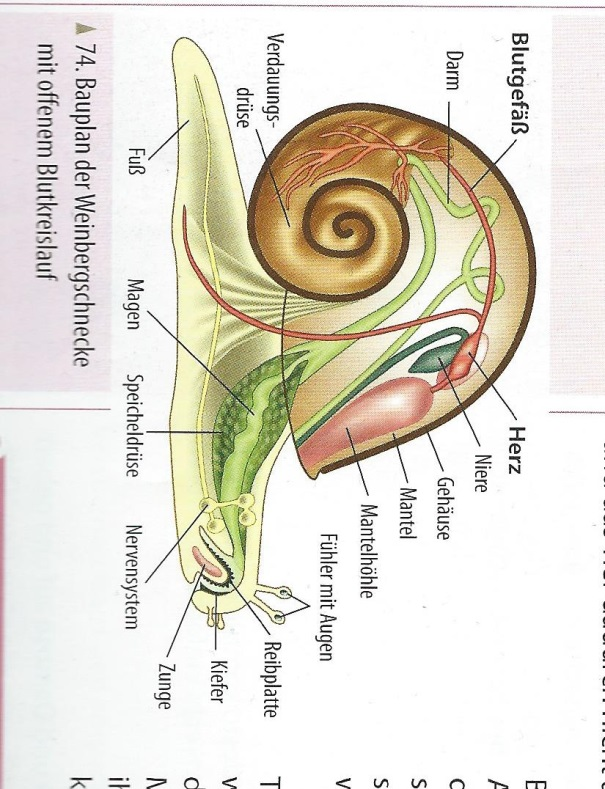 Blutgefäß
Darm
Verdauungs-
drüse
Fuß
Magen
Speicheldrüse
Nervensystem
Zunge
Kiefer
Reibplatte
Fühler mit Augen
Mantelhöhle
Mantel
Gehäuse
Niere
Herz
74. Bauplan der Weinbergschnecke
mit offenem Blutkreislauf